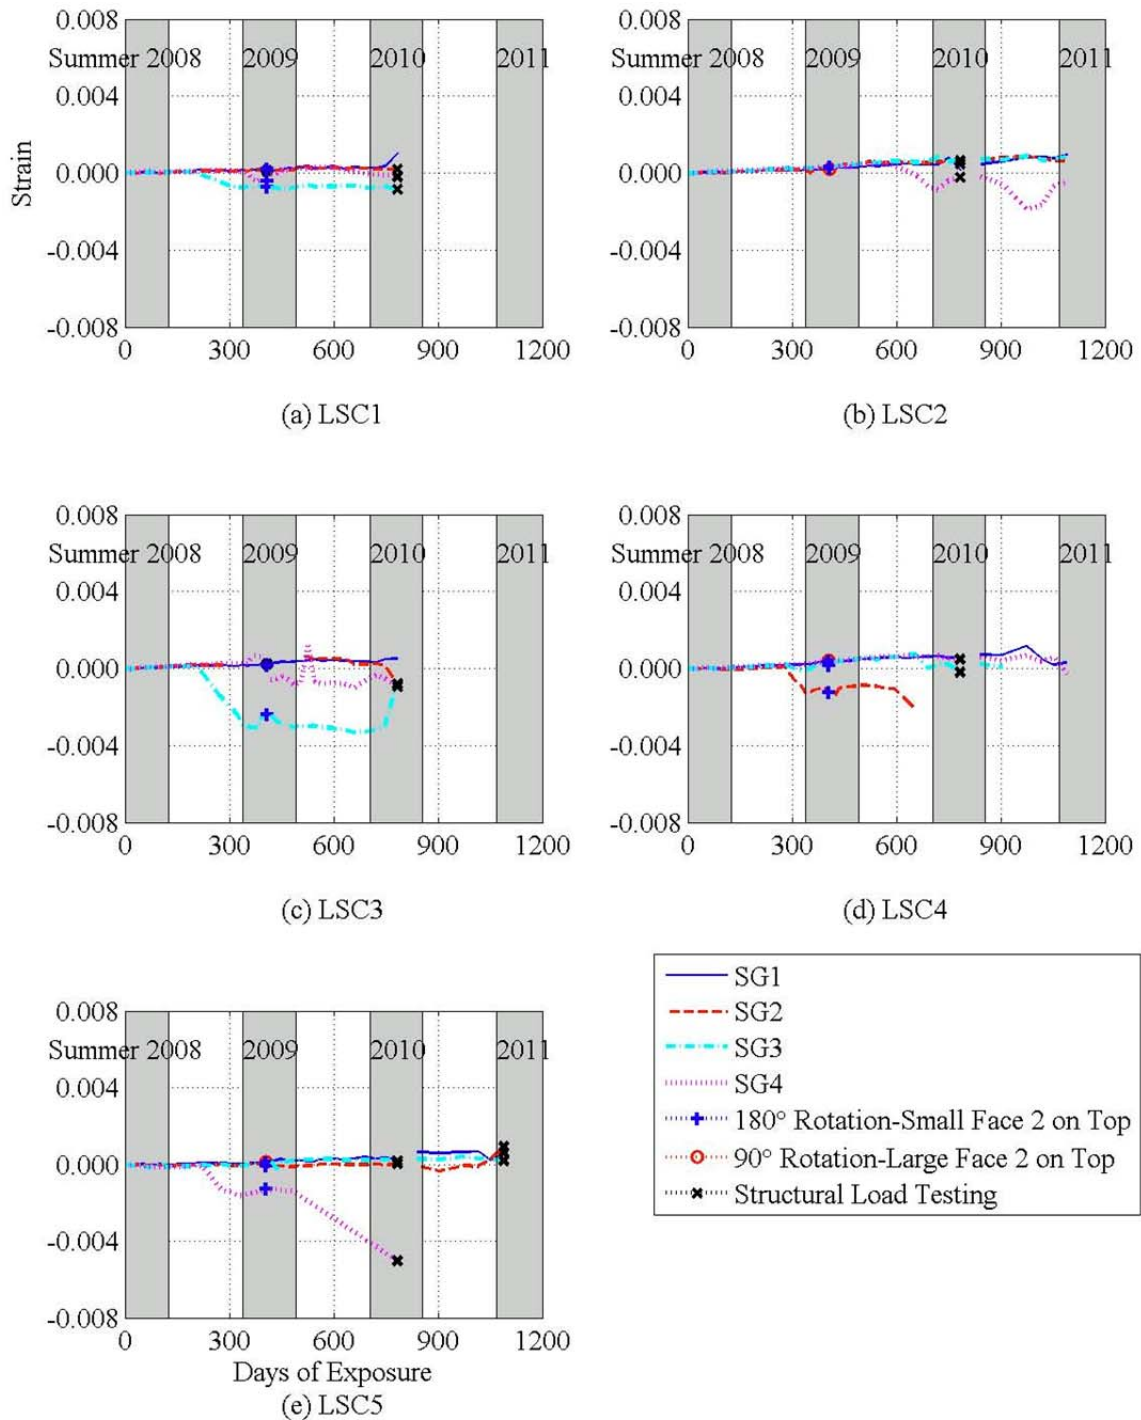 0.008
Summer 2008 2009 2010 2011
0.004
Strain
0.000
-0.004
-0.008
0 300 600 900 1200
(a) LSC1
0.008
Summer 2008 2009 2010 2011
0.004
0.000
-0.004
-0.008
0 300 600 900 1200
(b) LSC2
0.008
Summer 2008 2009 2010 2011
0.004
0.000
-0.004
-0.008
0 300 600 900 1200
(c) LSC3
0.008
Summer 2008 2009 2010 2011
0.004
0.000
-0.004
-0.008
0 300 600 900 1200
(d) LSC4
0.008
Summer 2008 2009 2010 2011
0.004
0.000
-0.004
-0.008
0 300 600 900 1200
Days of Exposure
(e) LSC5
SG1
SG2
SG3
SG4
180° Rotation-Small Face 2 on Top
90° Rotation-Large Face 2 on Top
Structural Load Testing